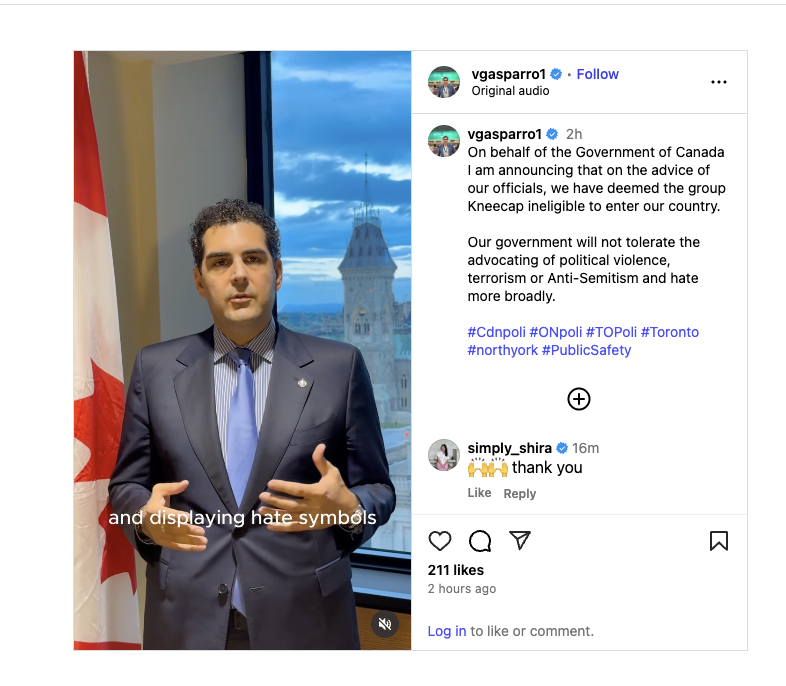 vgasparro1 • Follow
Original audio
vgasparro1 2h
On behalf of the Government of Canada
I am announcing that on the advice of
our officials, we have deemed the group
Kneecap ineligible to enter our country.
Our government will not tolerate the
advocating of political violence,
terrorism or Anti-Semitism and hate
more broadly.
#Cdnpoli #ONpoli #TOPoli #Toronto
#northyork #PublicSafety
simply_shira 16m
🙌🙌 thank you
Like Reply
and displaying hate symbols
211 likes
2 hours ago
Log in to like or comment.